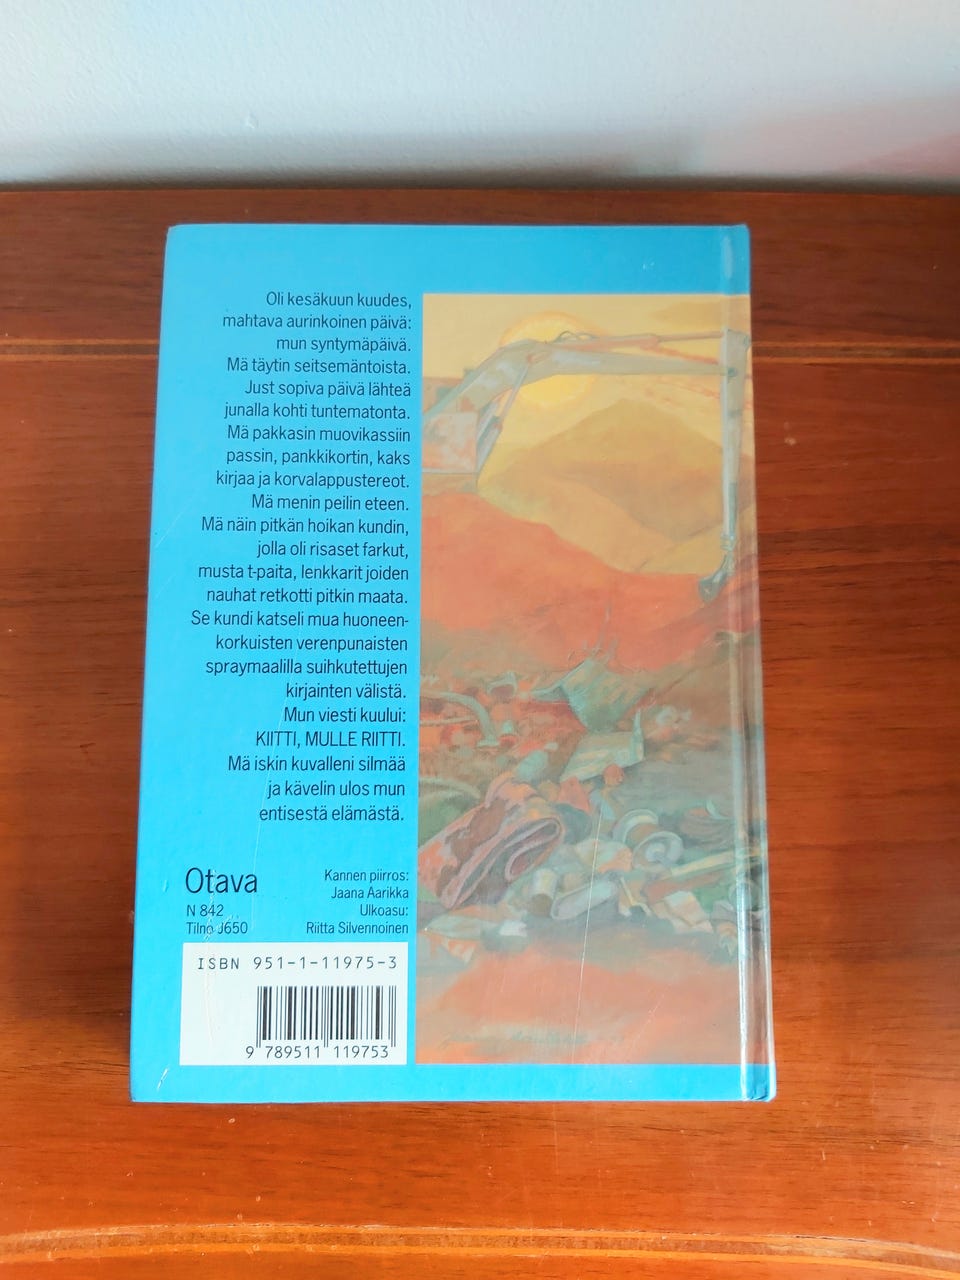 Oli kesäkuun kuudes,
mahtava aurinkoinen päivä:
mun syntymäpäivä.
Mä täytin seitsemäntoista.
Just sopiva päivä lähteä
junalla kohti tuntematonta.
Mä pakkasin muovikassiin
passin, pankkikortin, kaks
kirjaa ja korvalappustereot.
Mä menin peilin eteen.
Mä näin pitkän hoikan kundin,
jolla oli risaset farkut,
musta t-paita, lenkkarit joiden
nauhat retkotti pitkin maata.
Se kundi katseli mua huoneen-
korkuisten verenpunaisten
spraymaalilla suihkutettujen
kirjainten välistä.
Mun viesti kuului:
KIITTI, MULLE RIITTI.
Mä iskin kuvalleni silmää
ja kävelin ulos mun
entisestä elämästä.
Otava
N 842
Tilno J650
Kannen piirros:
Jaana Aarikka
Ulkoasu:
Riitta Silvennoinen
ISBN 951-1-11975-3
9 789511 119753